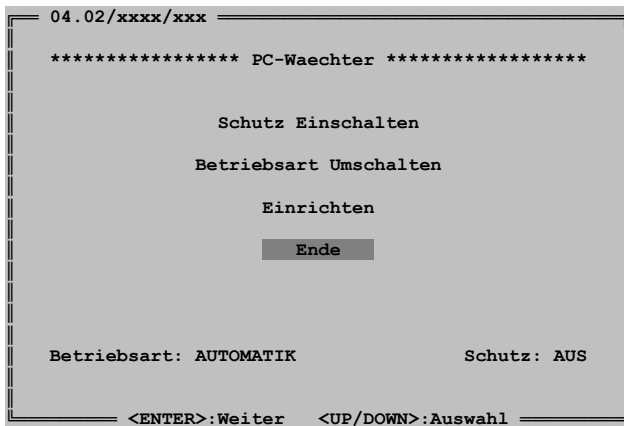 04.02/xxxx/xxx
***************** PC-Waechter ******************
Schutz Einschalten
Betriebsart Umschalten
Einrichten
Ende
Betriebsart: AUTOMATIK Schutz: AUS
<ENTER>:Weiter <UP/DOWN>:Auswahl